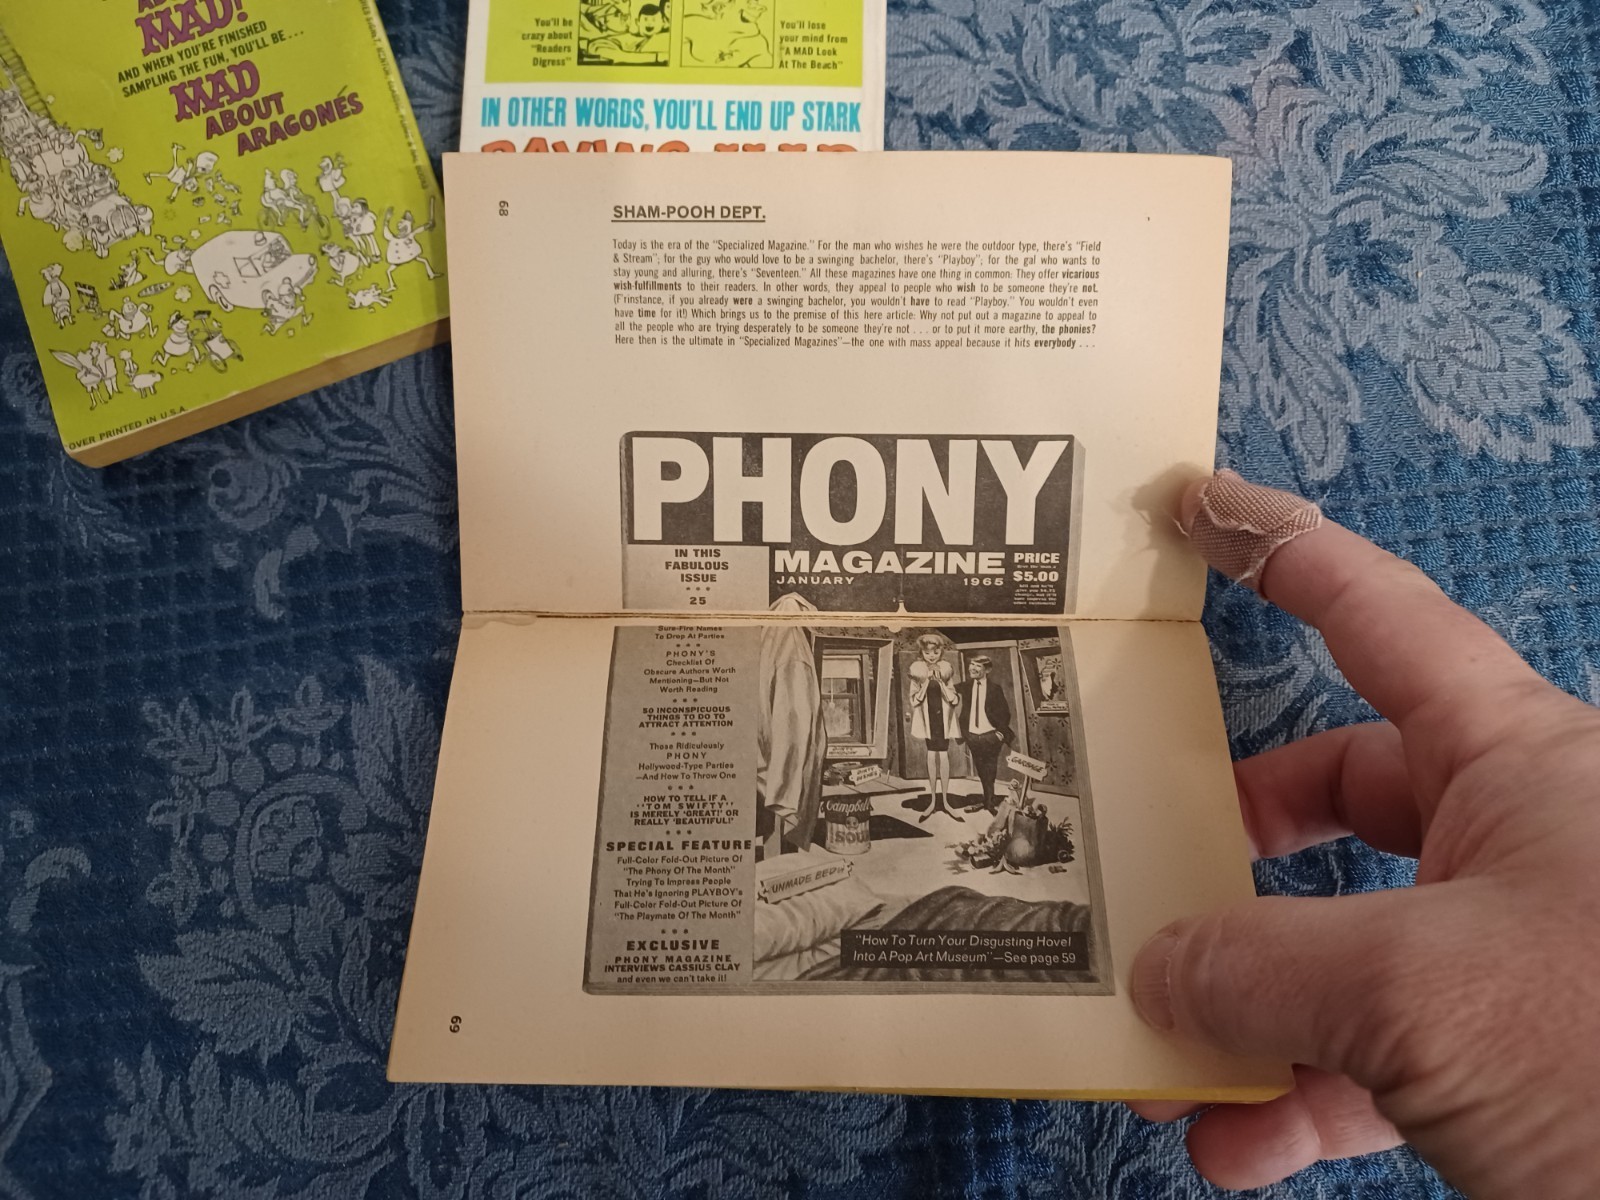 MAD!
AND WHEN YOU'RE FINISHED
SAMPLING THE FUN, YOU'LL BE...
MAD
ABOUT
ARAGONÉS
OVER PRINTED IN U.S.A.
You'll be
crazy about
"Readers
Digress"
You'll lose
your mind from
"A MAD Look
At The Beach"
IN OTHER WORDS, YOU'LL END UP STARK
68
SHAM-POOH DEPT.
Today is the era of the "Specialized Magazine." For the man who wishes he were the outdoor type, there's "Field
& Stream"; for the guy who would love to be a swinging bachelor, there's "Playboy"; for the gal who wants to
stay young and alluring, there's "Seventeen." All these magazines have one thing in common: They offer vicarious
wish-fulfillments to their readers. In other words, they appeal to people who wish to be someone they're not.
(F'rinstance, if you already were a swinging bachelor, you wouldn't have to read "Playboy." You wouldn't even
have time for it!) Which brings us to the premise of this here article: Why not put out a magazine to appeal to
all the people who are trying desperately to be someone they're not . . . or to put it more earthy, the phonies?
Here then is the ultimate in "Specialized Magazines"—the one with mass appeal because it hits everybody . . .
PHONY
MAGAZINE
JANUARY 1965
PRICE
$5.00
IN THIS
FABULOUS
ISSUE
25
Sure-Fire Names
To Drop At Parties
PHONY'S
Checklist Of
Obscure Authors Worth
Mentioning—But Not
Worth Reading
50 INCONSPICUOUS
THINGS TO DO TO
ATTRACT ATTENTION
Those Ridiculously
PHONY
Hollywood-Type Parties
—And How To Throw One
HOW TO TELL IF A
"TOM SWIFTY"
IS MERELY 'GREAT!' OR
REALLY 'BEAUTIFUL!'
SPECIAL FEATURE
Full-Color Fold-Out Picture Of
"The Phony Of The Month"
Trying To Impress People
That He's Ignoring PLAYBOY's
Full-Color Fold-Out Picture Of
"The Playmate Of The Month"
EXCLUSIVE
PHONY MAGAZINE
INTERVIEWS CASSIUS CLAY
and even we can't take it!
DIRTY WINDOW
DIRTY DISHES
GARBAGE
Campbell
SOUP
UNMADE BED
"How To Turn Your Disgusting Hovel
Into A Pop Art Museum"—See page 59
69